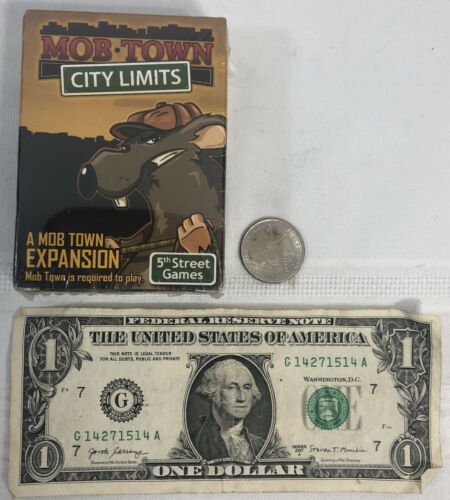 MOB·TOWN
CITY LIMITS
A MOB TOWN
EXPANSION
Mob Town is required to play.
5th Street
Games
FEDERAL RESERVE NOTE
THE UNITED STATES OF AMERICA
1
1
THIS NOTE IS LEGAL TENDER
FOR ALL DEBTS, PUBLIC AND PRIVATE
G 14271514 A
WASHINGTON, D.C.
7
7
G
G 14271514 A
7
7
SERIES
2017
1
1
ONE DOLLAR